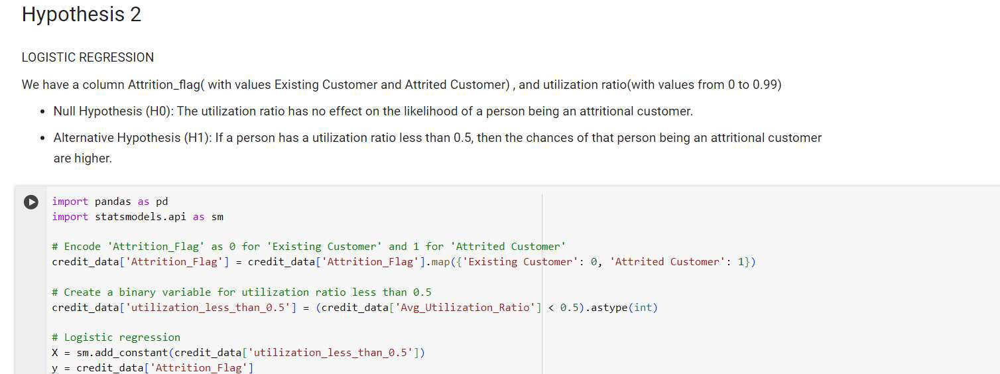 Hypothesis 2
LOGISTIC REGRESSION
We have a column Attrition_flag( with values Existing Customer and Attrited Customer) , and utilization ratio(with values from 0 to 0.99)
• Null Hypothesis (H0): The utilization ratio has no effect on the likelihood of a person being an attritional customer.
• Alternative Hypothesis (H1): If a person has a utilization ratio less than 0.5, then the chances of that person being an attritional customer
are higher.
import pandas as pd
import statsmodels.api as sm
# Encode 'Attrition_Flag' as 0 for 'Existing Customer' and 1 for 'Attrited Customer'
credit_data['Attrition_Flag'] = credit_data['Attrition_Flag'].map({'Existing Customer': 0, 'Attrited Customer': 1})
# Create a binary variable for utilization ratio less than 0.5
credit_data['utilization_less_than_0.5'] = (credit_data['Avg_Utilization_Ratio'] < 0.5).astype(int)
# Logistic regression
X = sm.add_constant(credit_data['utilization_less_than_0.5'])
y = credit_data['Attrition_Flag']